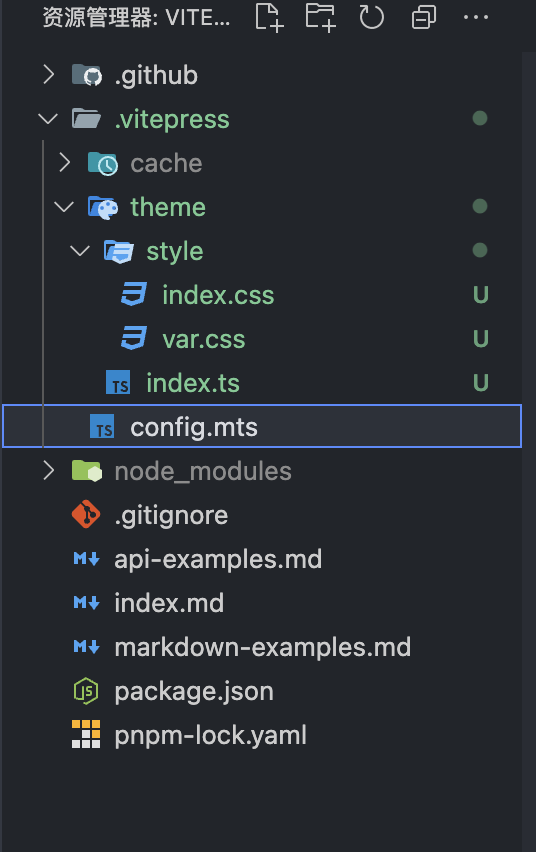 资源管理器: VITE...
.github
.vitepress
cache
theme
style
index.css U
var.css U
TS index.ts U
TS config.mts
node_modules
.gitignore
M↓ api-examples.md
M↓ index.md
M↓ markdown-examples.md
JS package.json
pnpm-lock.yaml